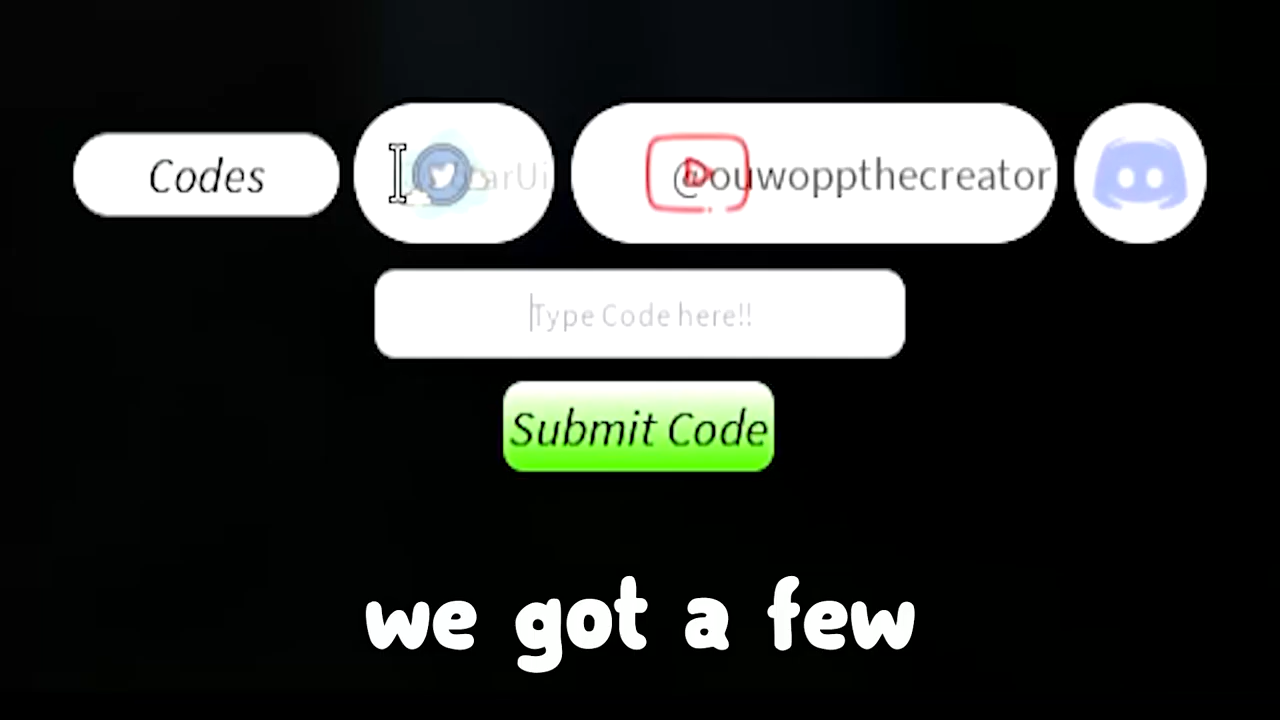 Codes
@ouwoppthecreator
Type Code here!!
Submit Code
we got a few